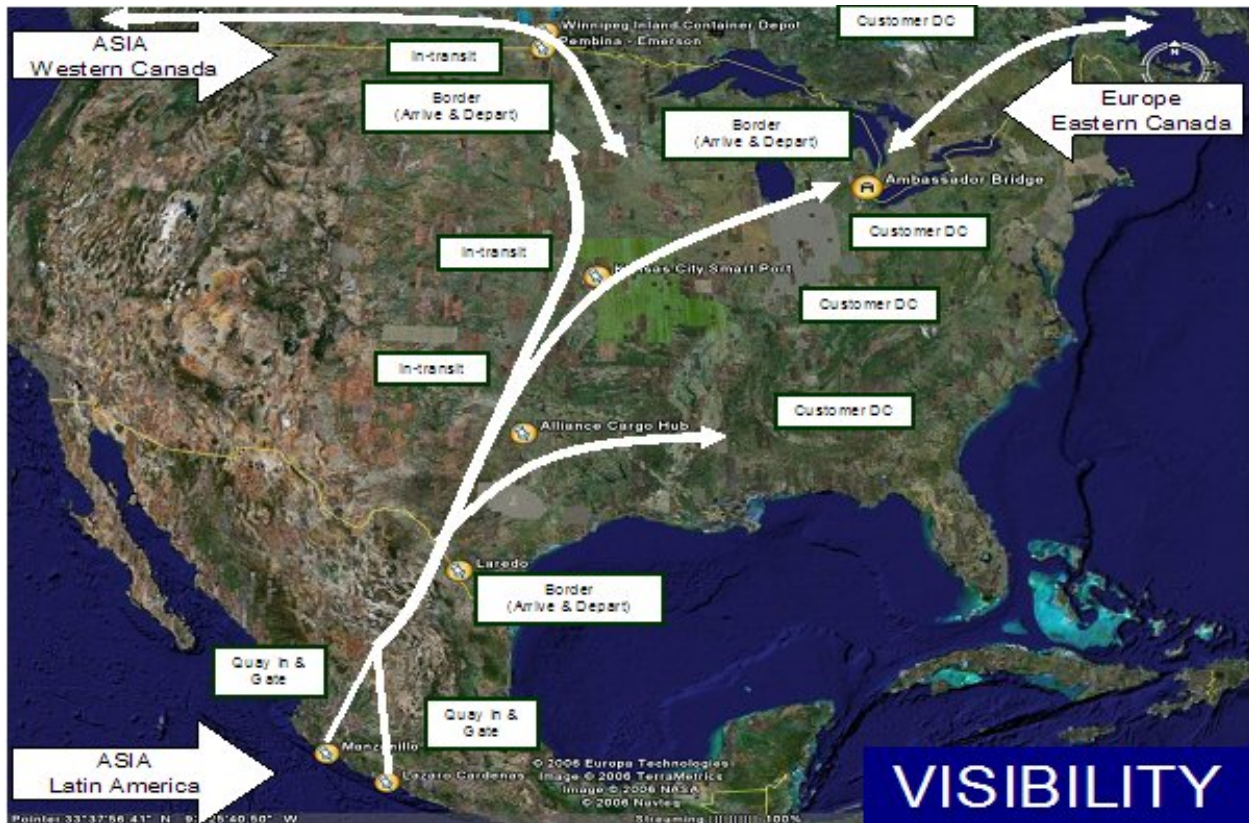 Customer DC
Winnipeg Inland Container Depot
Pembina - Emerson
ASIA
Western Canada
In-transit
Border
(Arrive & Depart)
Europe
Eastern Canada
Border
(Arrive & Depart)
Ambassador Bridge
Customer DC
In-transit
Kansas City Smart Port
Customer DC
In-transit
Customer DC
Alliance Cargo Hub
Laredo
Border
(Arrive & Depart)
Quay In &
Gate
Quay In &
Gate
Manzanillo
ASIA
Latin America
Lazaro Cardenas
© 2006 Europa Technologies
Image © 2006 TerraMetrics
Image © 2006 NASA
© 2006 Navteq
VISIBILITY
Streaming |||||||||| 100%